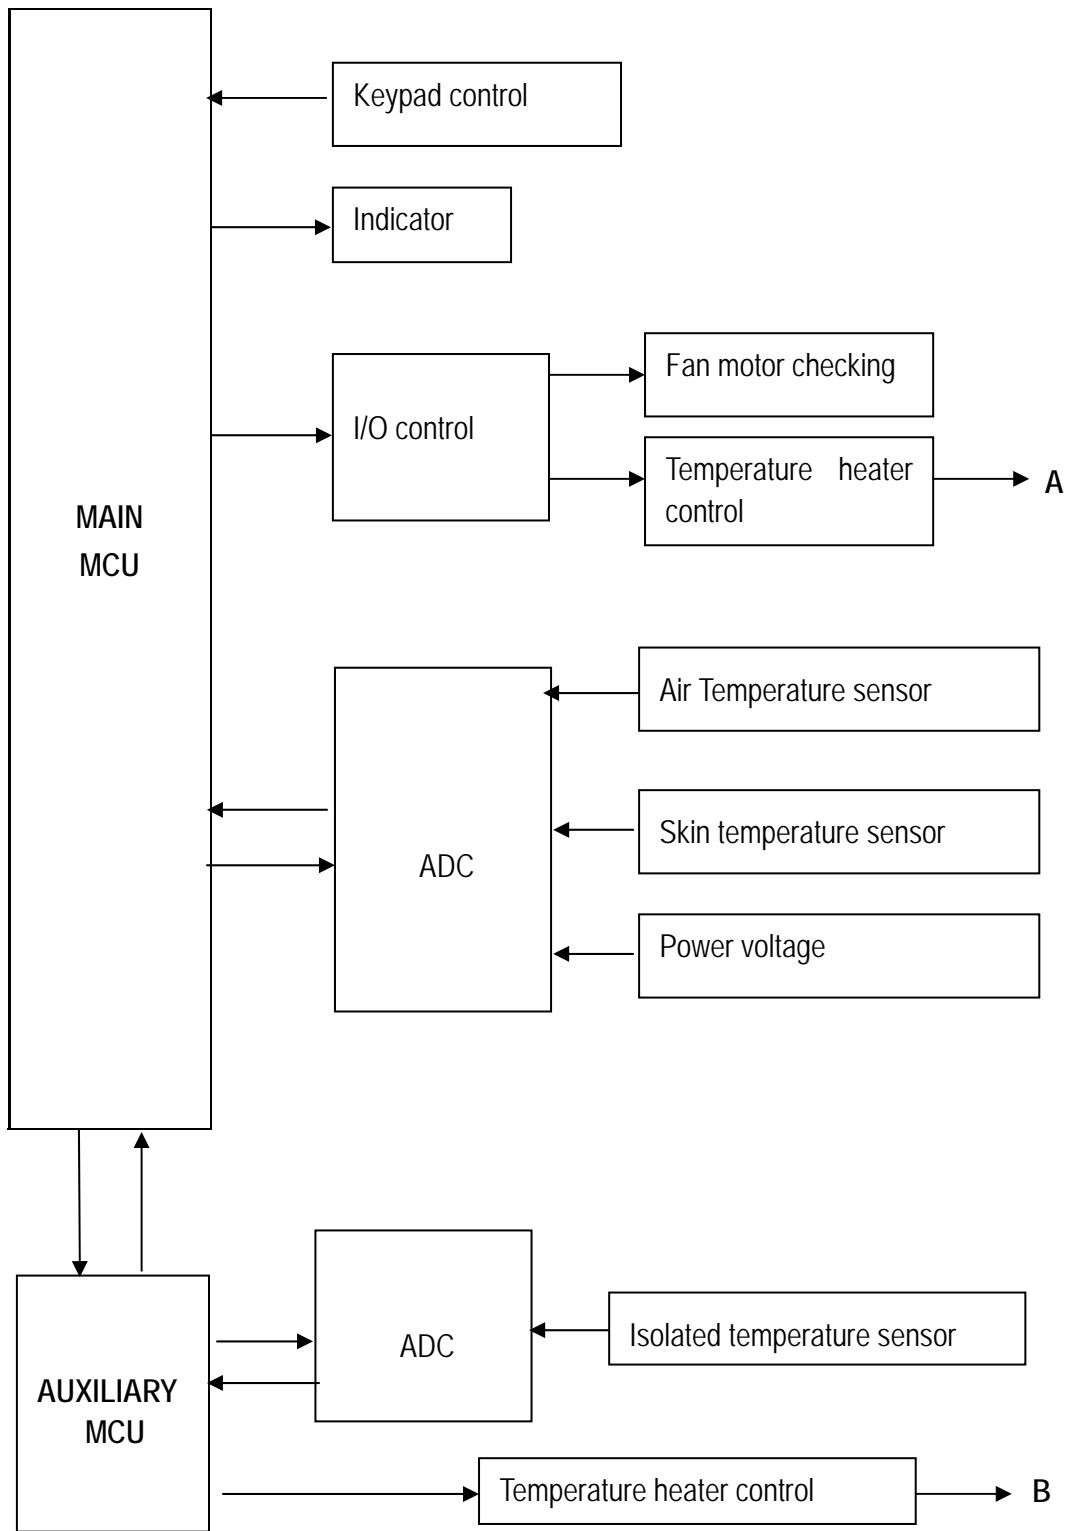 Keypad control
Indicator
Fan motor checking
I/O control
Temperature heater
control
A
MAIN
MCU
Air Temperature sensor
Skin temperature sensor
ADC
Power voltage
Isolated temperature sensor
ADC
AUXILIARY
MCU
Temperature heater control
B